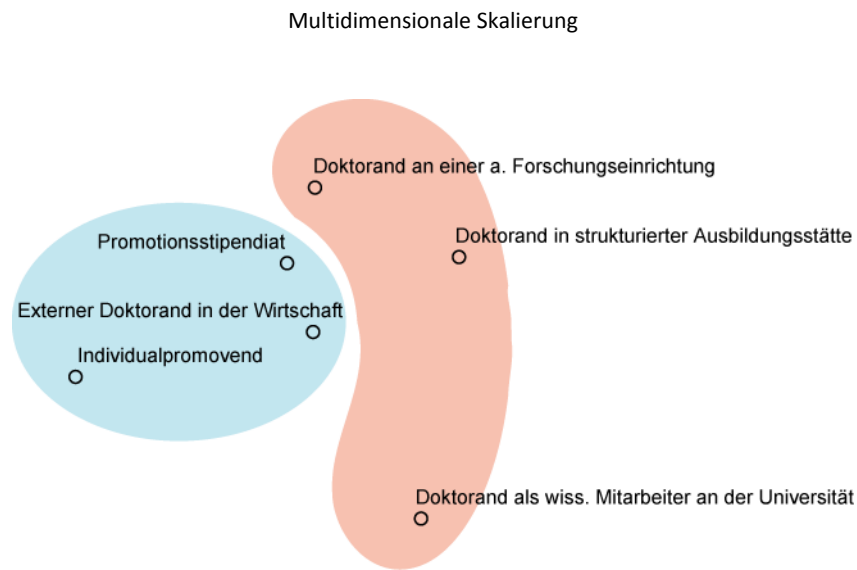 Multidimensionale Skalierung
Doktorand an einer a. Forschungseinrichtung
Promotionsstipendiat
Doktorand in strukturierter Ausbildungsstätte
Externer Doktorand in der Wirtschaft
Individualpromovend
Doktorand als wiss. Mitarbeiter an der Universität